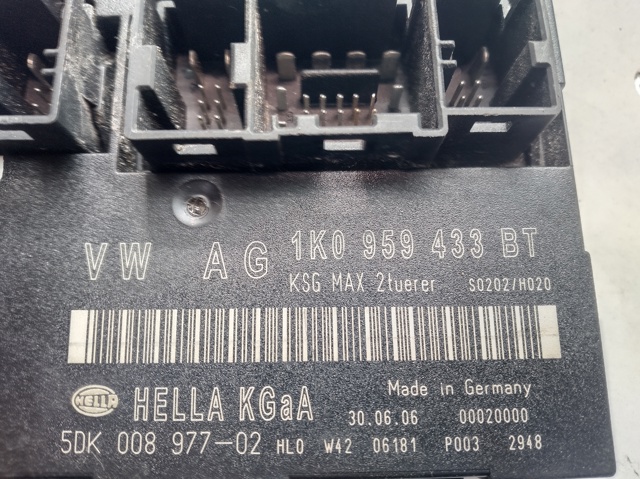 VW AG 1K0 959 433 BT
KSG MAX 2tuerer S0202/H020
Made in Germany
HELLA HELLA KGaA 30.06.06 00020000
5DK 008 977-02 HL0 W42 06181 P003 2948